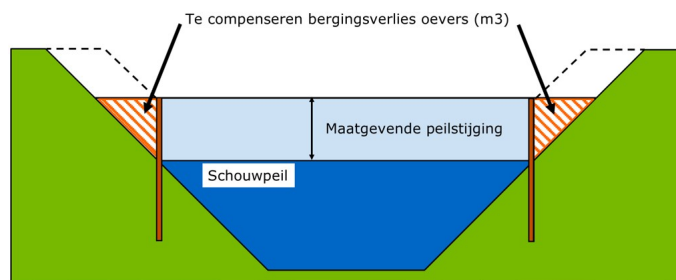 Te compenseren bergingsverlies oevers (m3)
Maatgevende peilstijging
Schouwpeil